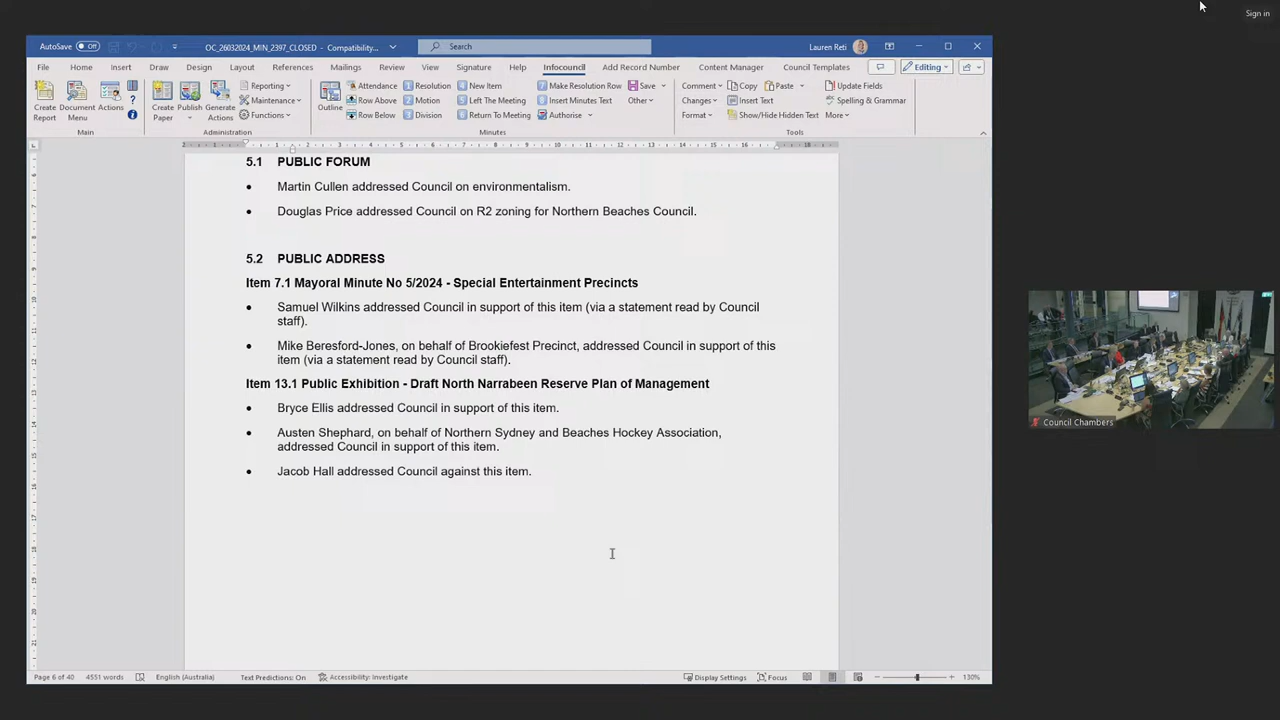 Sign in
AutoSave Off OC_26032024_MIN_2397_CLOSED - Compatibility... Search Lauren Reti
File Home Insert Draw Design Layout References Mailings Review View Signature Help Infocouncil Add Record Number Content Manager Council Templates Editing
Create Report Document Menu Actions Create Paper Publish Generate Actions Reporting Maintenance Functions Outline Attendance Row Above Row Below 1 Resolution 2 Motion 3 Division 4 New Item 5 Left The Meeting 6 Return To Meeting 7 Make Resolution Row 8 Insert Minutes Text Authorise Save Other Comment Changes Format Copy Paste Insert Text Show/Hide Hidden Text Update Fields Spelling & Grammar More
Main Administration Minutes Tools
5.1 PUBLIC FORUM
• Martin Cullen addressed Council on environmentalism.
• Douglas Price addressed Council on R2 zoning for Northern Beaches Council.
5.2 PUBLIC ADDRESS
Item 7.1 Mayoral Minute No 5/2024 - Special Entertainment Precincts
• Samuel Wilkins addressed Council in support of this item (via a statement read by Council
staff).
• Mike Beresford-Jones, on behalf of Brookiefest Precinct, addressed Council in support of this
item (via a statement read by Council staff).
Item 13.1 Public Exhibition - Draft North Narrabeen Reserve Plan of Management
• Bryce Ellis addressed Council in support of this item.
• Austen Shephard, on behalf of Northern Sydney and Beaches Hockey Association,
addressed Council in support of this item.
• Jacob Hall addressed Council against this item.
Council Chambers
Page 6 of 40 4551 words English (Australia) Text Predictions: On Accessibility: Investigate Display Settings Focus 130%